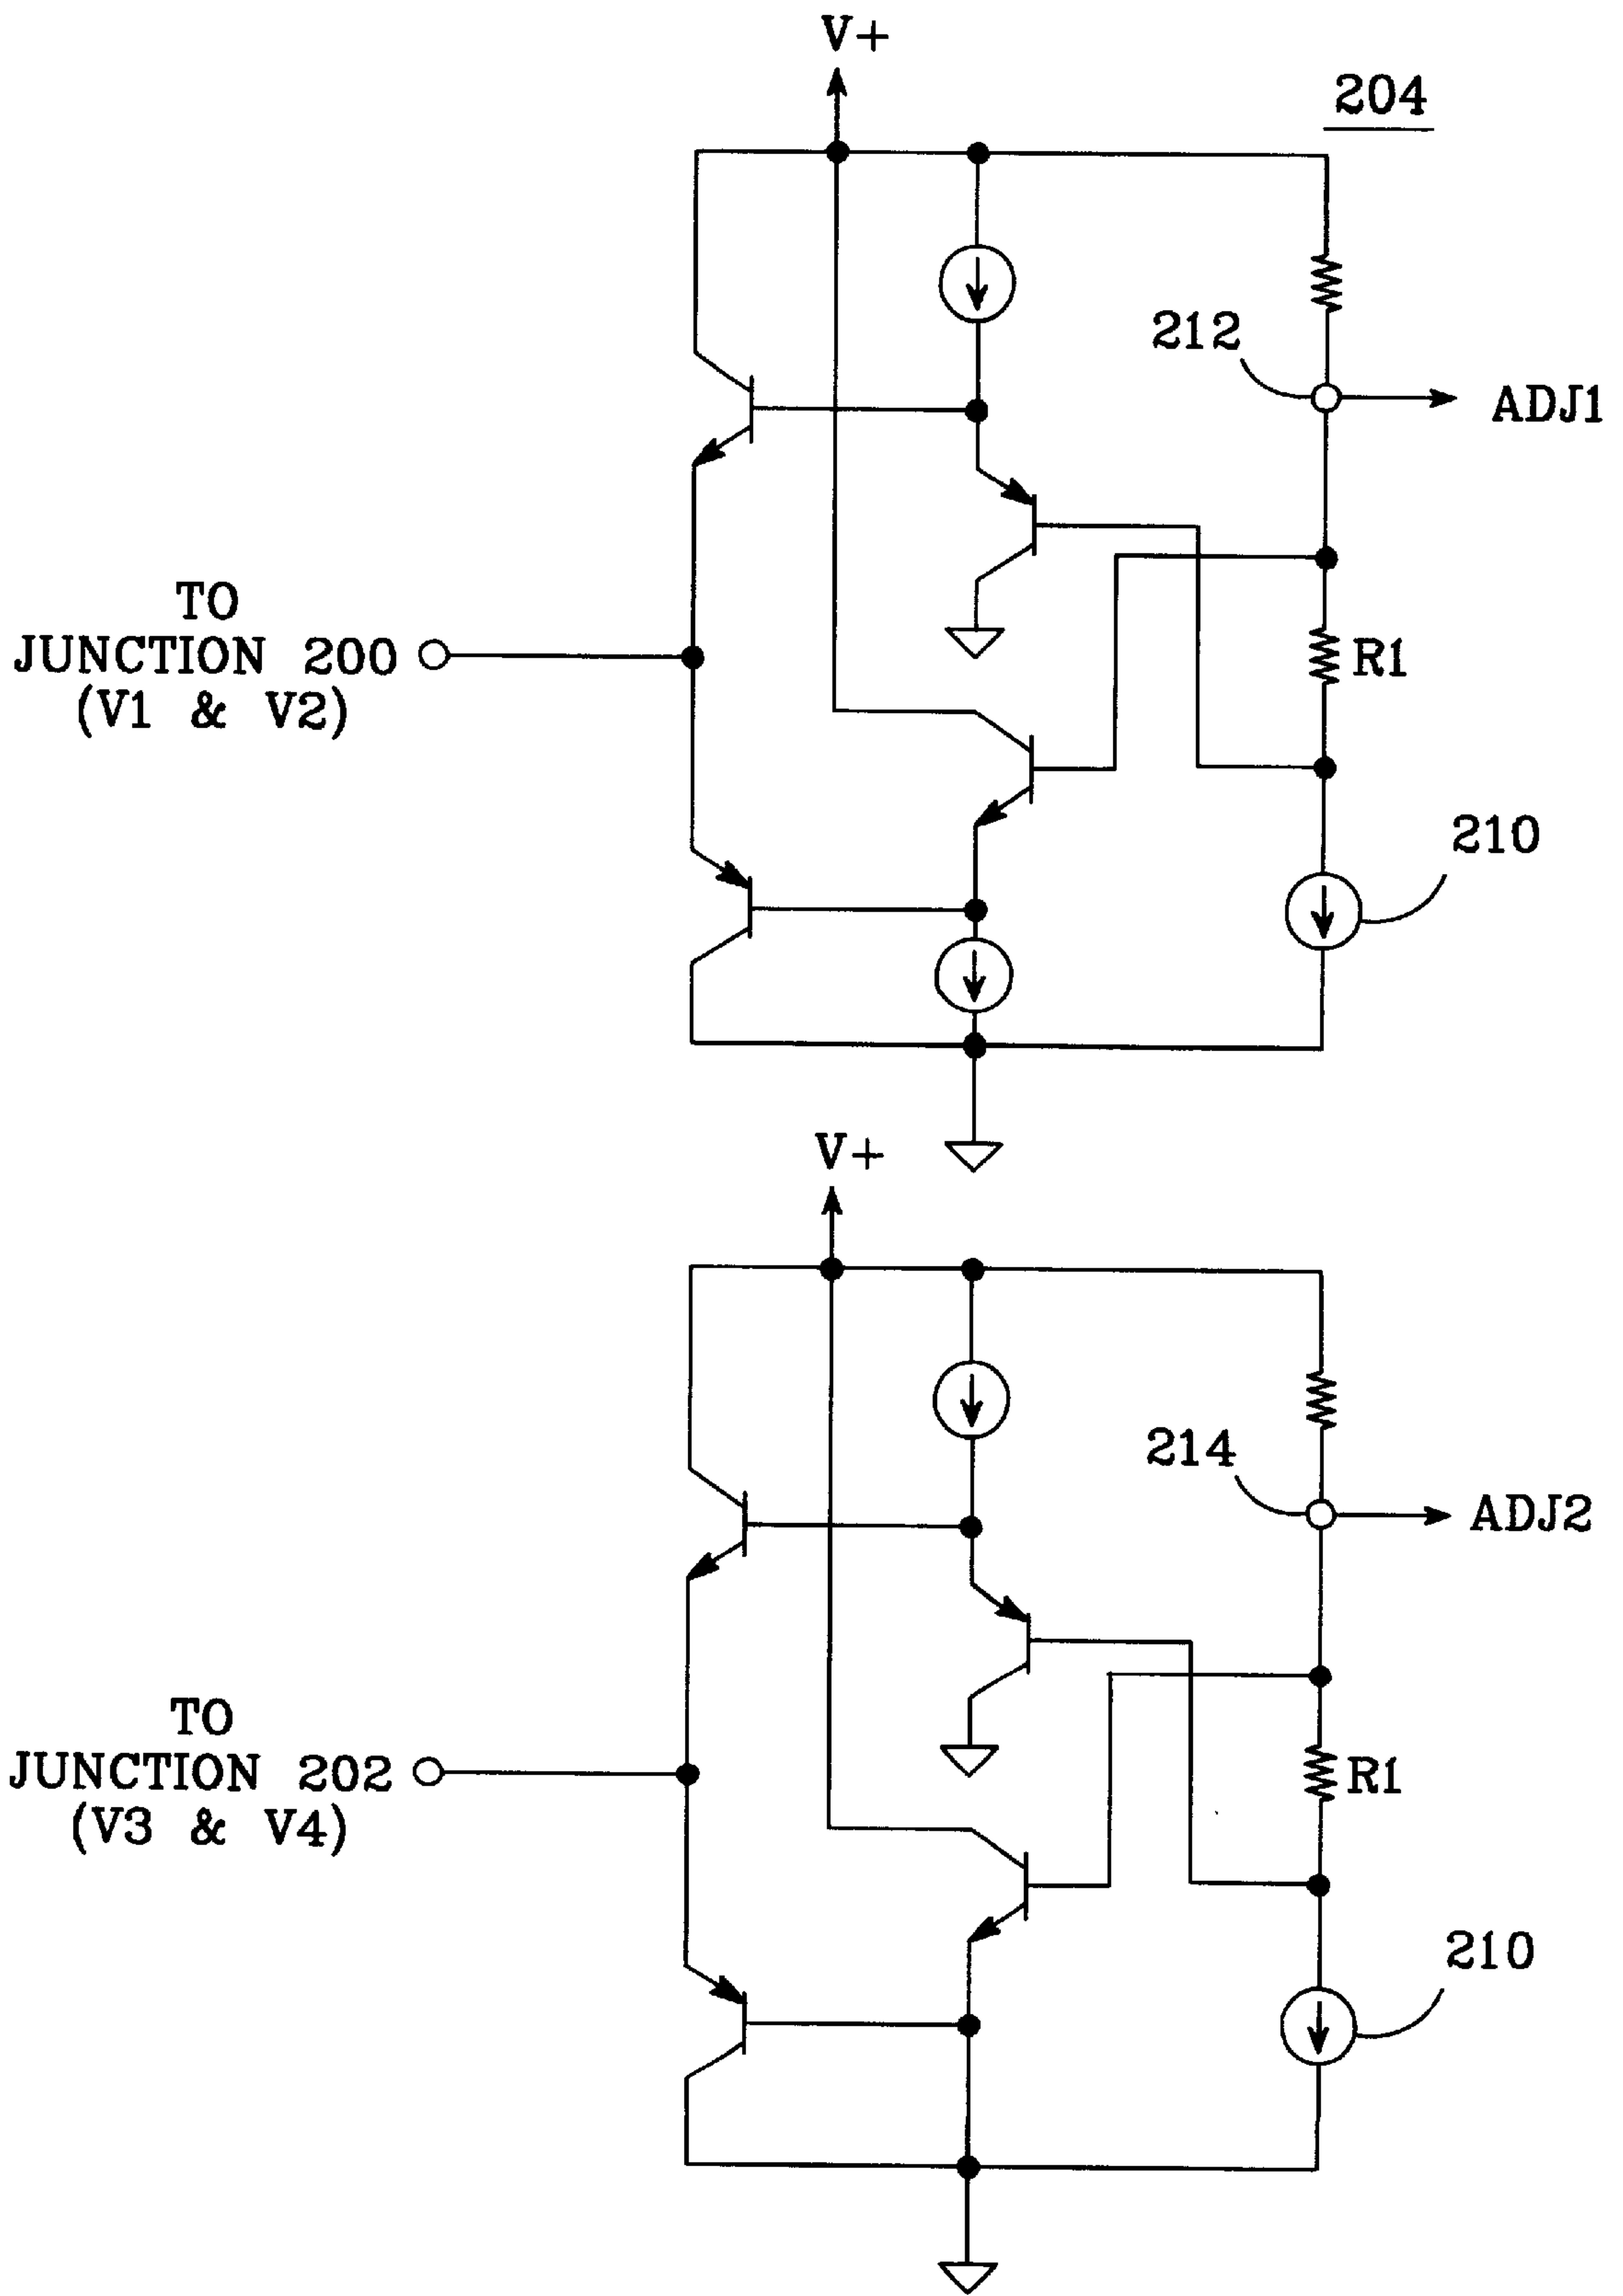 V+
204
212
ADJ1
TO
JUNCTION 200
(V1 & V2)
R1
210
V+
214
ADJ2
TO
JUNCTION 202
(V3 & V4)
R1
210